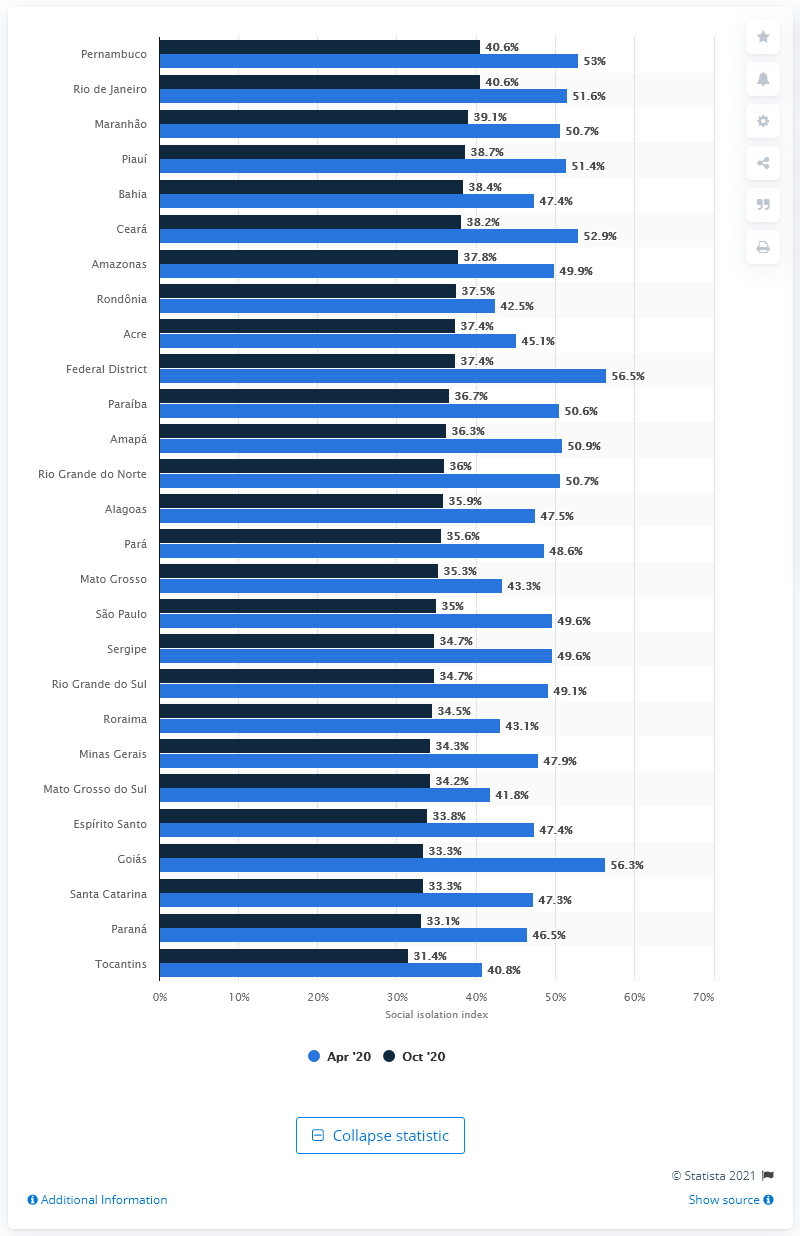 Pernambuco
40.6%
53%
Rio de Janeiro
40.6%
51.6%
Maranhão
39.1%
50.7%
Piauí
38.7%
51.4%
Bahia
38.4%
47.4%
Ceará
38.2%
52.9%
Amazonas
37.8%
49.9%
Rondônia
37.5%
42.5%
Acre
37.4%
45.1%
Federal District
37.4%
56.5%
Paraíba
36.7%
50.6%
Amapá
36.3%
50.9%
Rio Grande do Norte
36%
50.7%
Alagoas
35.9%
47.5%
Pará
35.6%
48.6%
Mato Grosso
35.3%
43.3%
São Paulo
35%
49.6%
Sergipe
34.7%
49.6%
Rio Grande do Sul
34.7%
49.1%
Roraima
34.5%
43.1%
Minas Gerais
34.3%
47.9%
Mato Grosso do Sul
34.2%
41.8%
Espírito Santo
33.8%
47.4%
Goiás
33.3%
56.3%
Santa Catarina
33.3%
47.3%
Paraná
33.1%
46.5%
Tocantins
31.4%
40.8%
0% 10% 20% 30% 40% 50% 60% 70%
Social isolation index
Apr '20 Oct '20
Collapse statistic
© Statista 2021
Additional Information
Show source